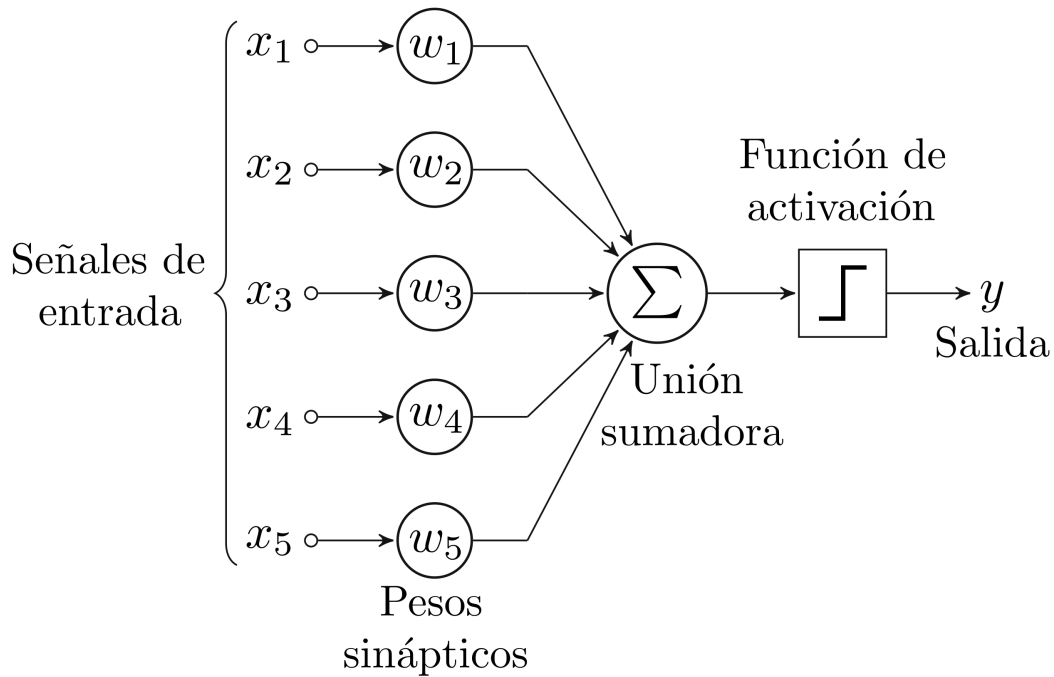 x₁
w₁
x₂
w₂
Función de
activación
Señales de
entrada
x₃
w₃
∑
y
Salida
Unión
sumadora
x₄
w₄
x₅
w₅
Pesos
sinápticos